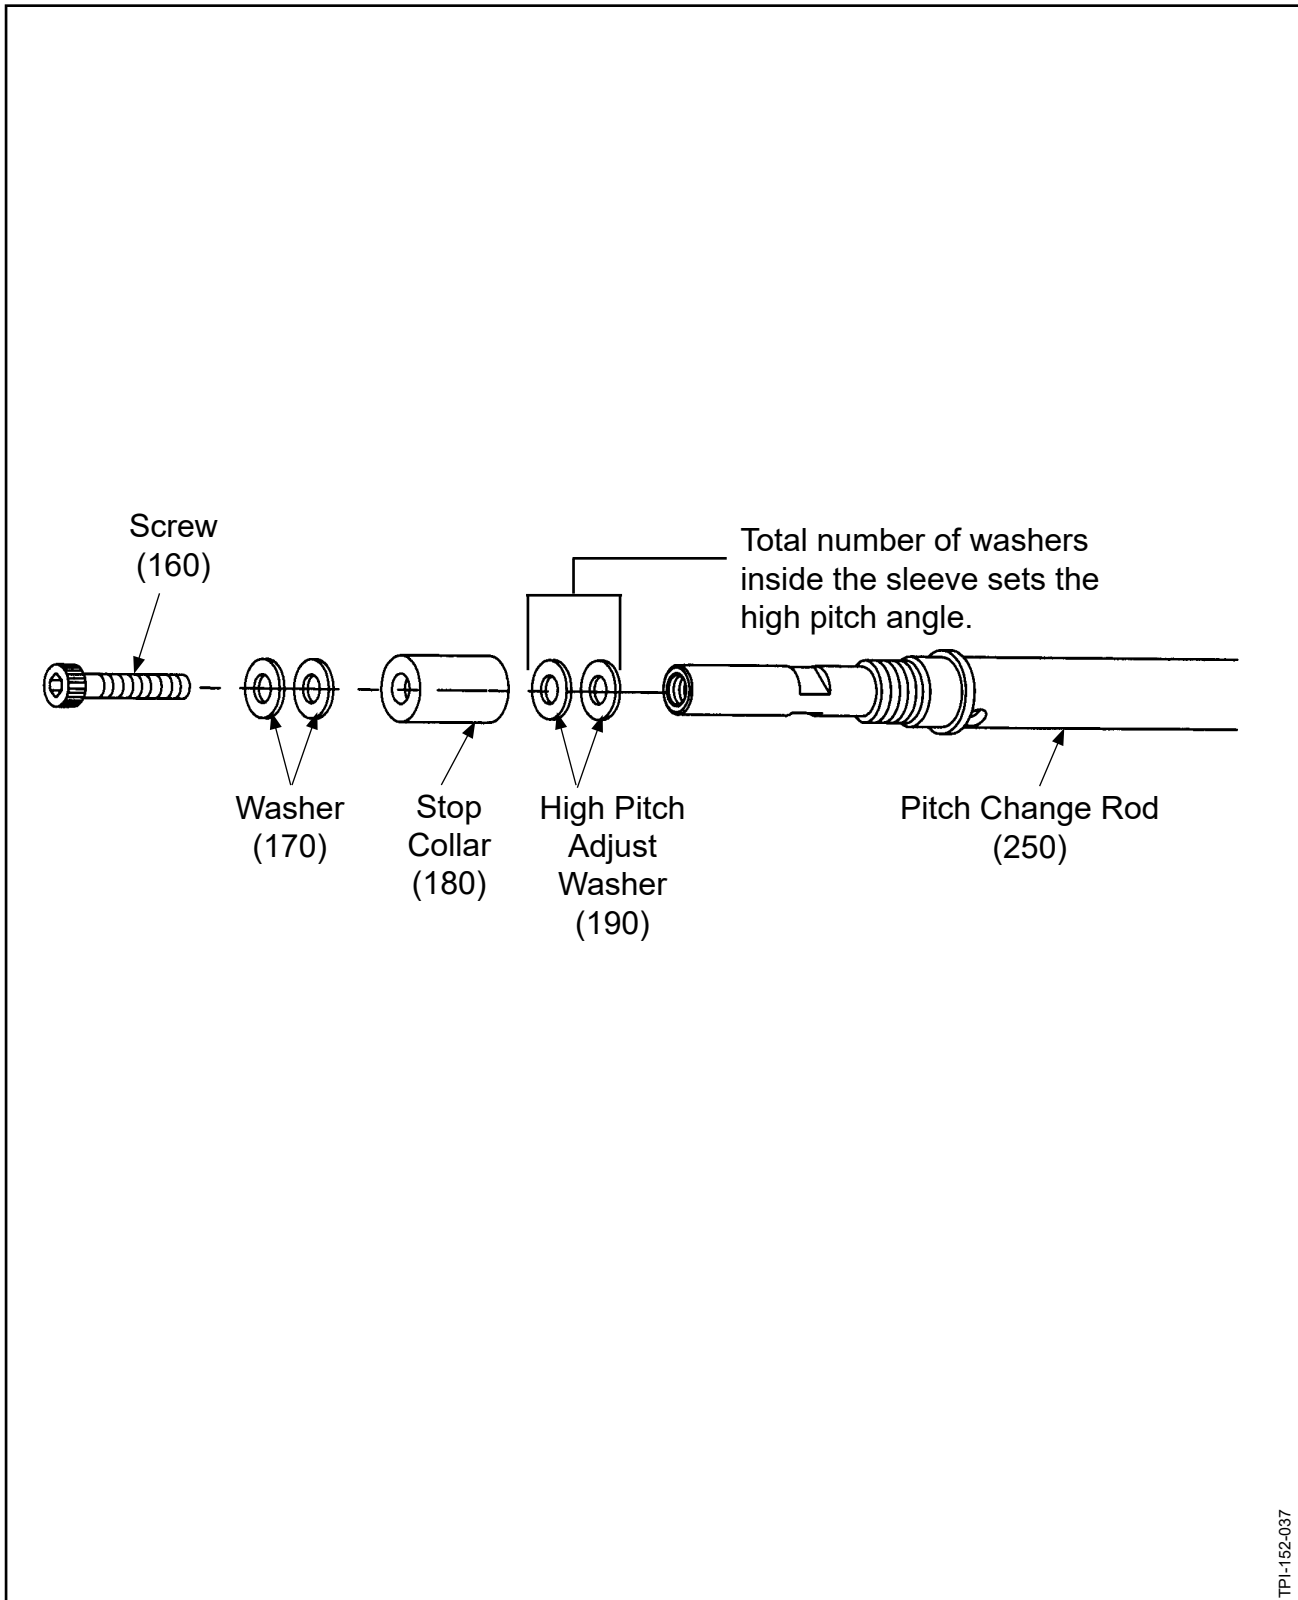 Screw
(160)
Total number of washers
inside the sleeve sets the
high pitch angle.
Washer
(170)
Stop
Collar
(180)
High Pitch
Adjust
Washer
(190)
Pitch Change Rod
(250)
TPI-152-037